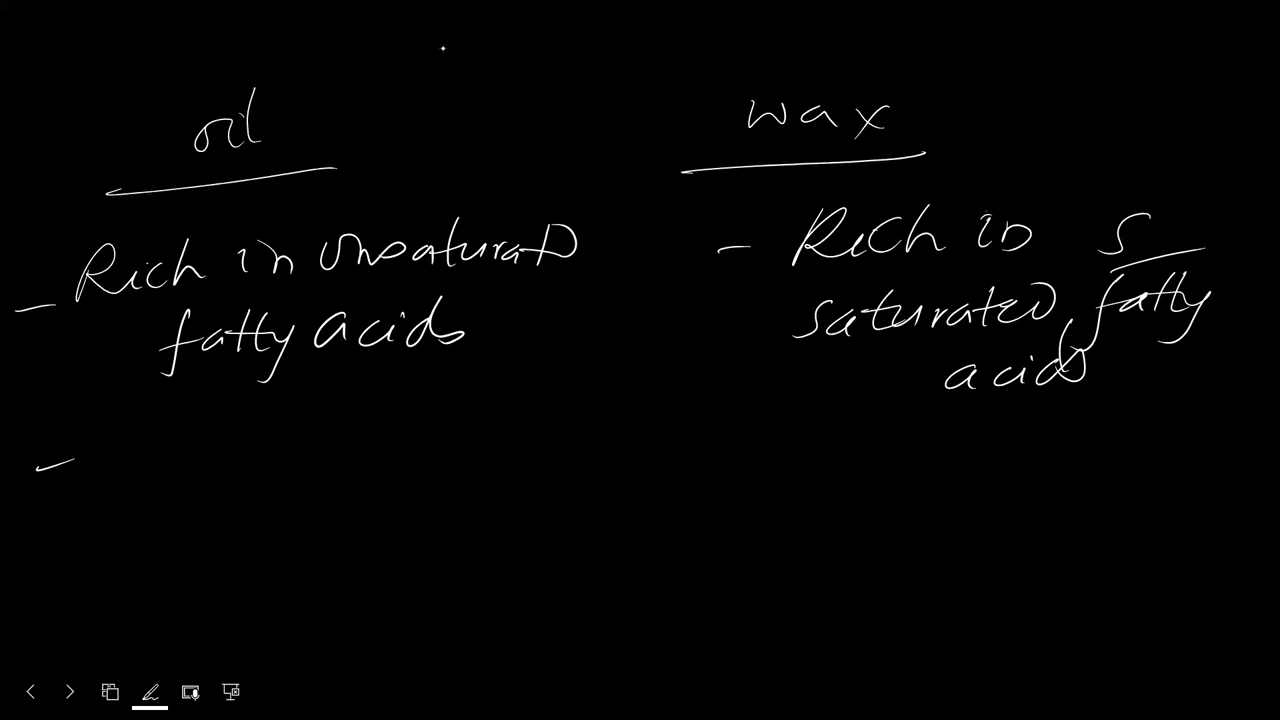 oil
- Rich in unsaturated
fatty acids
wax
- Rich in S
saturated, fatty
acids
-